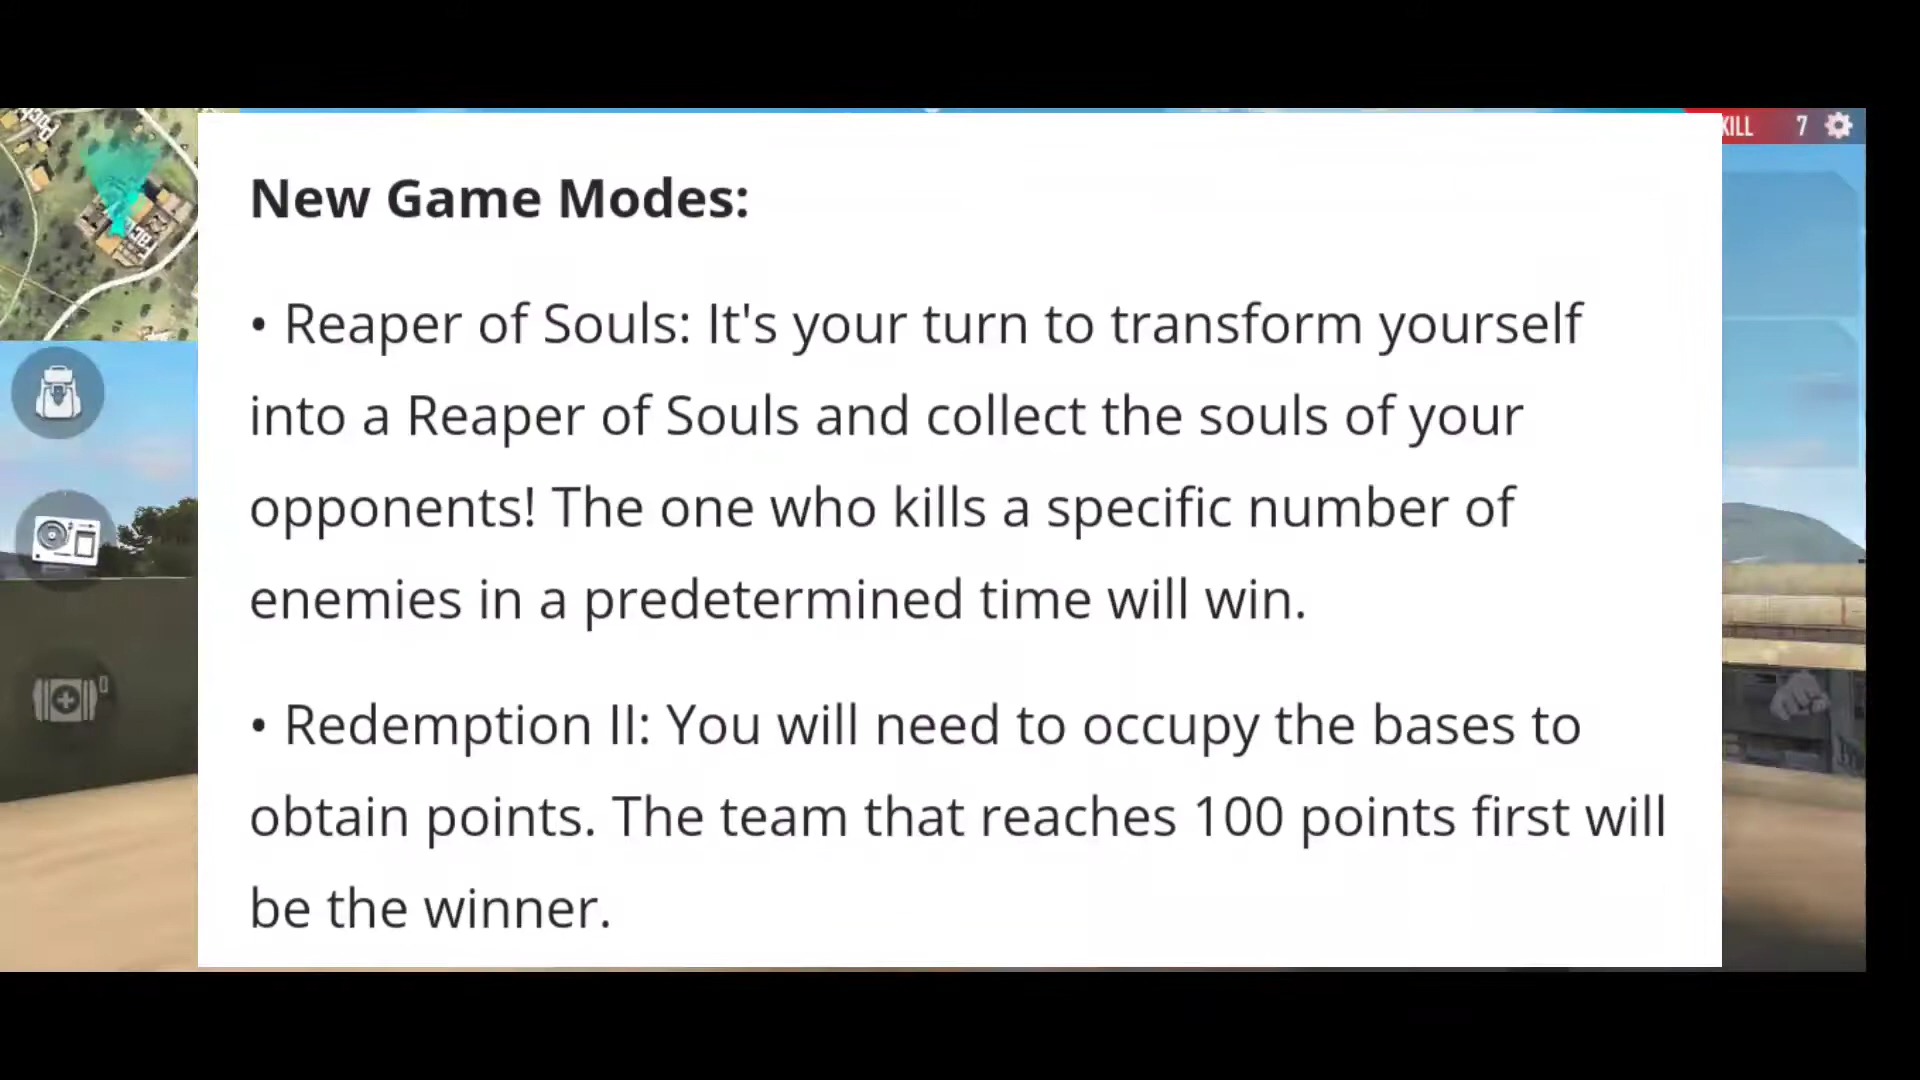 KILL 7
New Game Modes:
• Reaper of Souls: It's your turn to transform yourself
into a Reaper of Souls and collect the souls of your
opponents! The one who kills a specific number of
enemies in a predetermined time will win.
• Redemption II: You will need to occupy the bases to
obtain points. The team that reaches 100 points first will
be the winner.